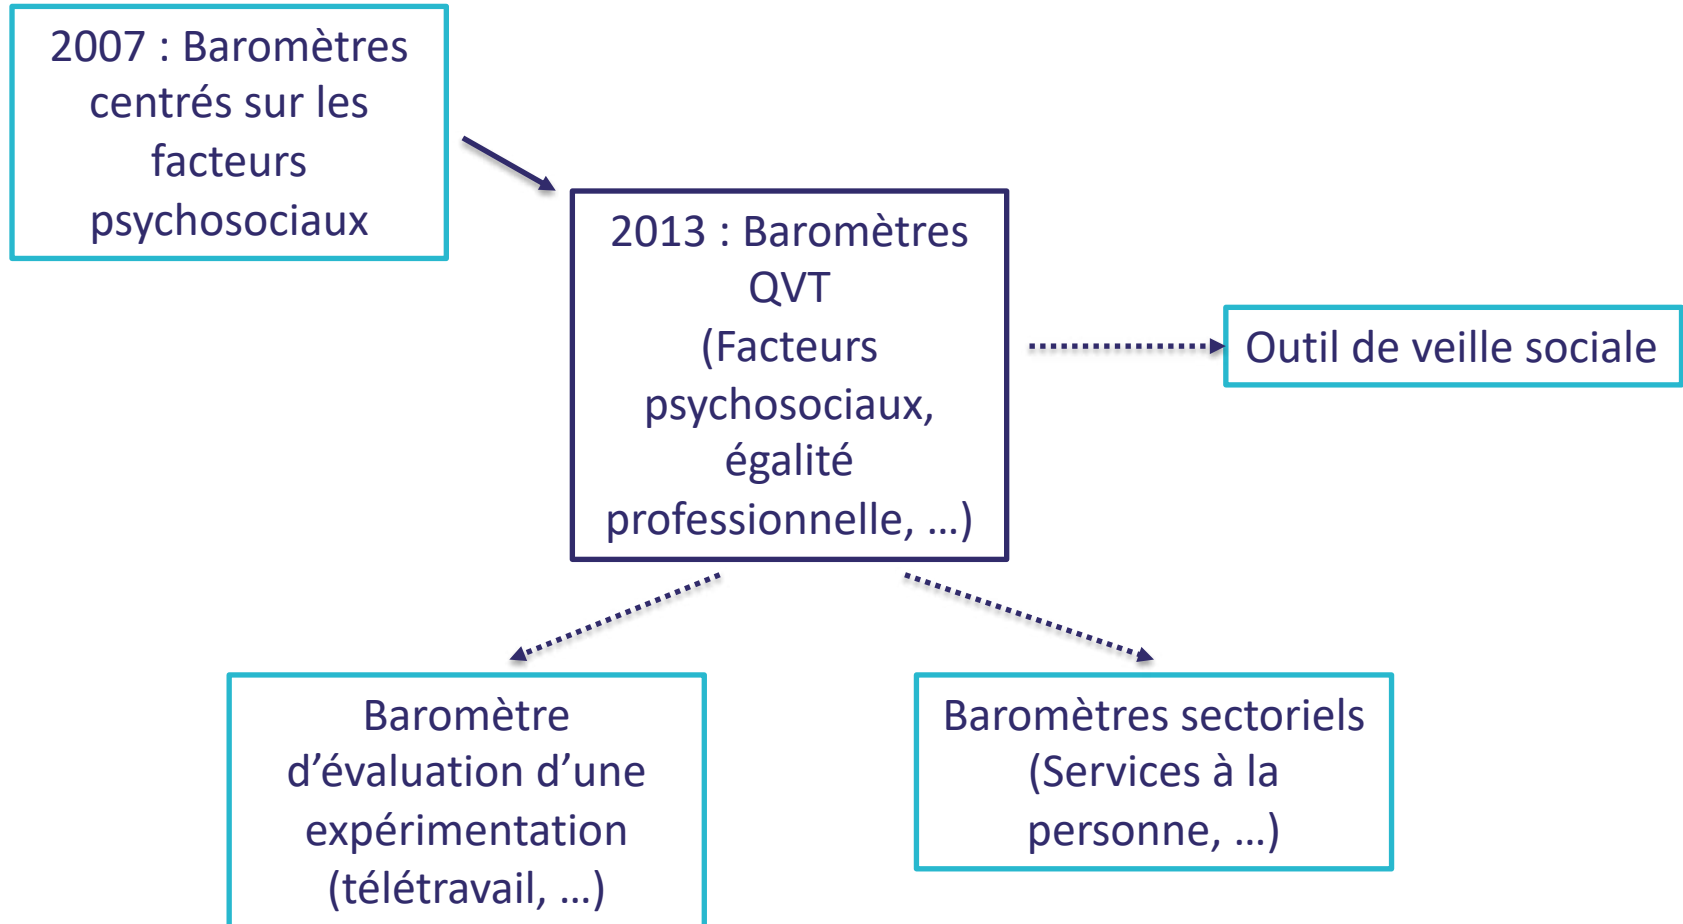 2007 : Baromètres
centrés sur les
facteurs
psychosociaux
2013 : Baromètres
QVT
(Facteurs
psychosociaux,
égalité
professionnelle, …)
Outil de veille sociale
Baromètre
d’évaluation d’une
expérimentation
(télétravail, …)
Baromètres sectoriels
(Services à la
personne, …)